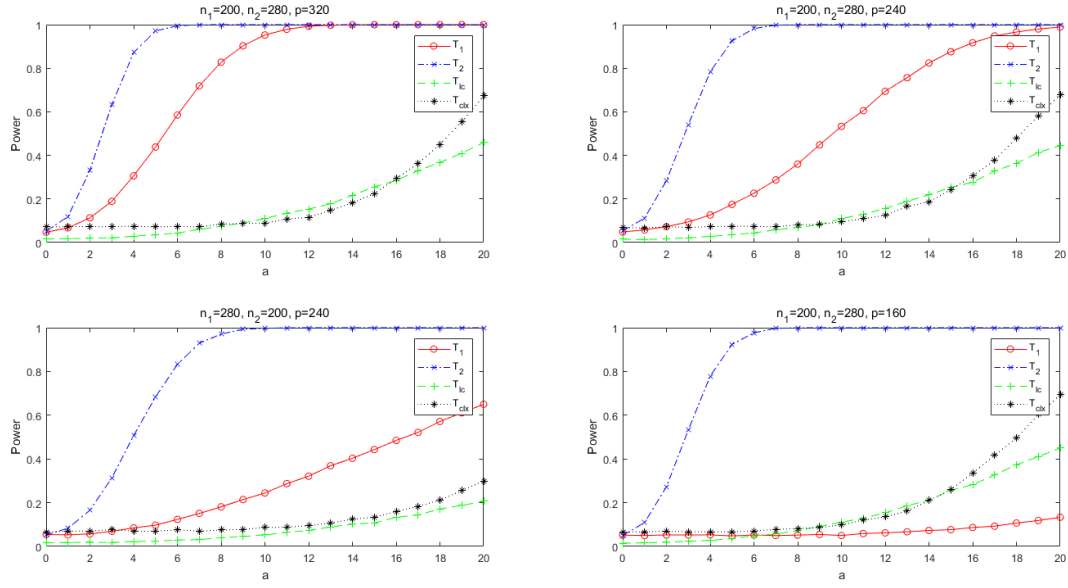 n1=200, n2=280, p=320
1
0.8
0.6
0.4
0.2
0
Power
0 2 4 6 8 10 12 14 16 18 20
a
T1
T2
Tlc
Tclx
n1=200, n2=280, p=240
1
0.8
0.6
0.4
0.2
0
Power
0 2 4 6 8 10 12 14 16 18 20
a
T1
T2
Tlc
Tclx
n1=280, n2=200, p=240
1
0.8
0.6
0.4
0.2
0
Power
0 2 4 6 8 10 12 14 16 18 20
a
T1
T2
Tlc
Tclx
n1=200, n2=280, p=160
1
0.8
0.6
0.4
0.2
0
Power
0 2 4 6 8 10 12 14 16 18 20
a
T1
T2
Tlc
Tclx